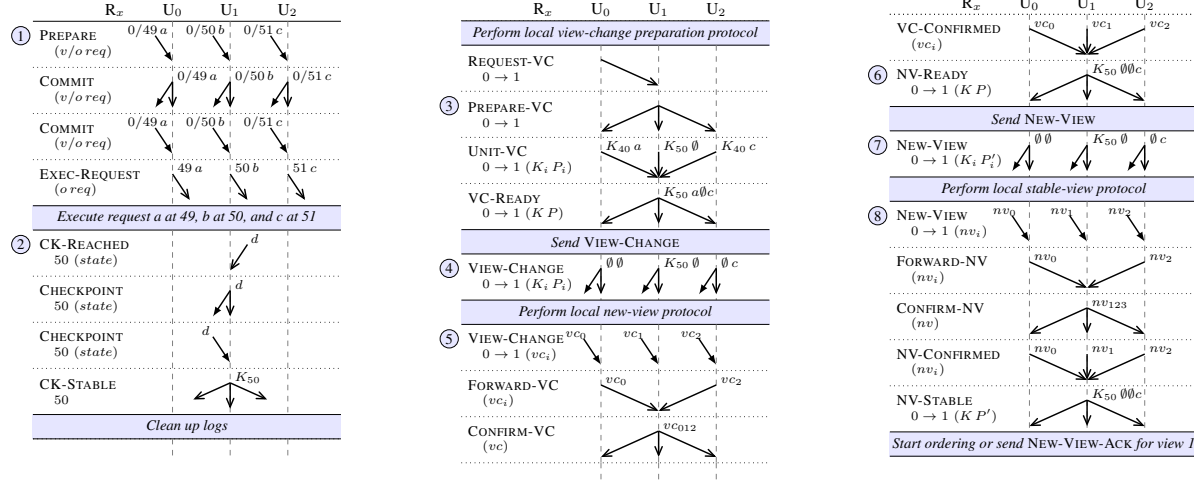 Rx U0 U1 U2
1 PREPARE 0/49 a 0/50 b 0/51 c
(v/o req)
COMMIT 0/49 a 0/50 b 0/51 c
(v/o req)
COMMIT 0/49 a 0/50 b 0/51 c
(v/o req)
EXEC-REQUEST 49 a 50 b 51 c
(o req)
Execute request a at 49, b at 50, and c at 51
2 CK-REACHED d
50 (state)
CHECKPOINT d
50 (state)
CHECKPOINT d
50 (state)
CK-STABLE K50
50
Clean up logs
Rx U0 U1 U2
Perform local view-change preparation protocol
REQUEST-VC
0 → 1
3 PREPARE-VC
0 → 1
UNIT-VC K40 a K50 ∅ K40 c
0 → 1 (Ki Pi)
VC-READY K50 a∅c
0 → 1 (K P)
Send VIEW-CHANGE
4 VIEW-CHANGE ∅ ∅ K50 ∅ ∅ c
0 → 1 (Ki Pi)
Perform local new-view protocol
5 VIEW-CHANGE vc0 vc1 vc2
0 → 1 (vci)
FORWARD-VC vc0 vc2
(vci)
CONFIRM-VC vc012
(vc)
Rx U0 U1 U2
VC-CONFIRMED vc0 vc1 vc2
(vci)
6 NV-READY K50 ∅∅c
0 → 1 (K P)
Send NEW-VIEW
7 NEW-VIEW ∅ ∅ K50 ∅ ∅ c
0 → 1 (Ki P′i)
Perform local stable-view protocol
8 NEW-VIEW nv0 nv1 nv2
0 → 1 (nvi)
FORWARD-NV nv0 nv2
(nvi)
CONFIRM-NV nv123
(nv)
NV-CONFIRMED nv0 nv1 nv2
(nvi)
NV-STABLE K50 ∅∅c
0 → 1 (K P′)
Start ordering or send NEW-VIEW-ACK for view 1